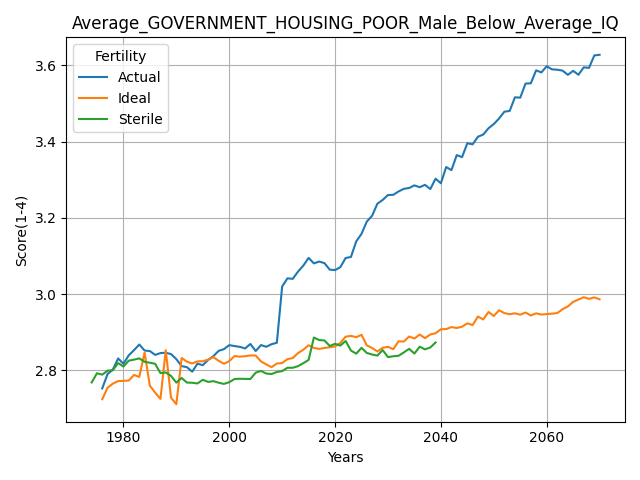 Average_GOVERNMENT_HOUSING_POOR_Male_Below_Average_IQ
Fertility
Actual
Ideal
Sterile
Score(1-4)
3.6
3.4
3.2
3.0
2.8
1980 2000 2020 2040 2060
Years